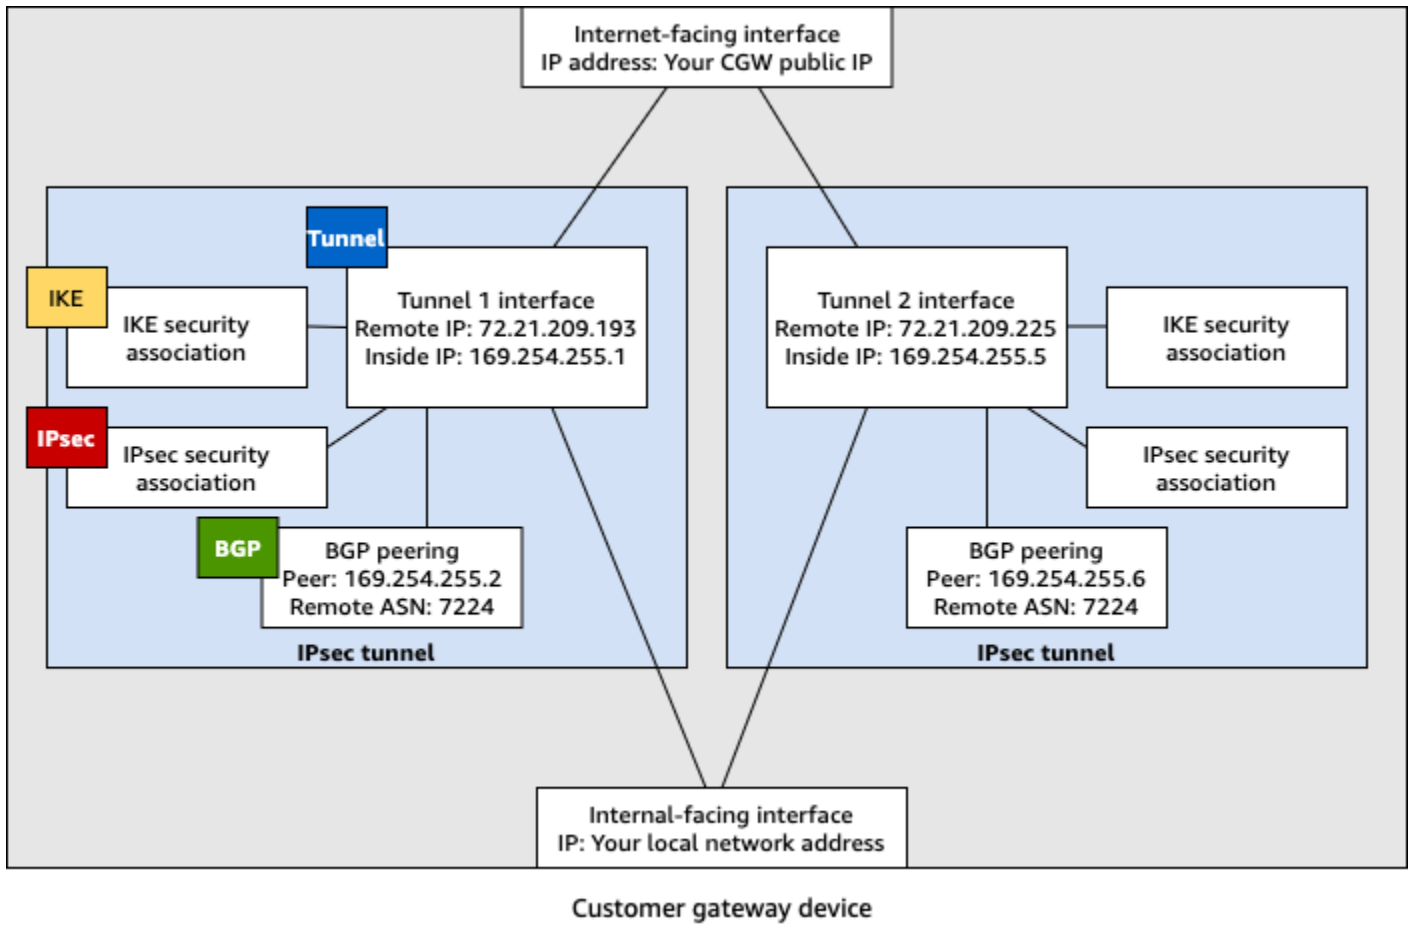 Internet-facing interface
IP address: Your CGW public IP
Tunnel
Tunnel 1 interface
Remote IP: 72.21.209.193
Inside IP: 169.254.255.1
IKE
IKE security
association
IPsec
IPsec security
association
BGP
BGP peering
Peer: 169.254.255.2
Remote ASN: 7224
IPsec tunnel
Tunnel 2 interface
Remote IP: 72.21.209.225
Inside IP: 169.254.255.5
IKE security
association
IPsec security
association
BGP peering
Peer: 169.254.255.6
Remote ASN: 7224
IPsec tunnel
Internal-facing interface
IP: Your local network address
Customer gateway device